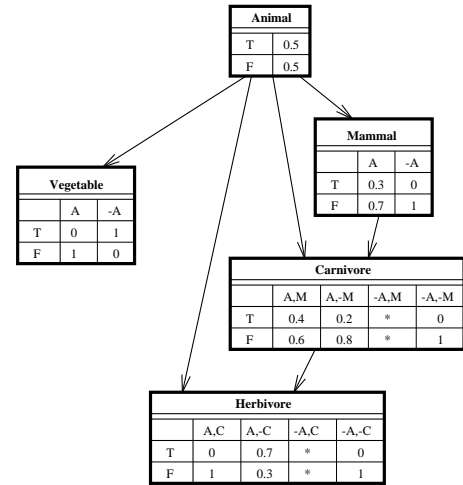 Animal
T 0.5
F 0.5
Mammal
A -A
T 0.3 0
F 0.7 1
Vegetable
A -A
T 0 1
F 1 0
Carnivore
A,M A,-M -A,M -A,-M
T 0.4 0.2 * 0
F 0.6 0.8 * 1
Herbivore
A,C A,-C -A,C -A,-C
T 0 0.7 * 0
F 1 0.3 * 1